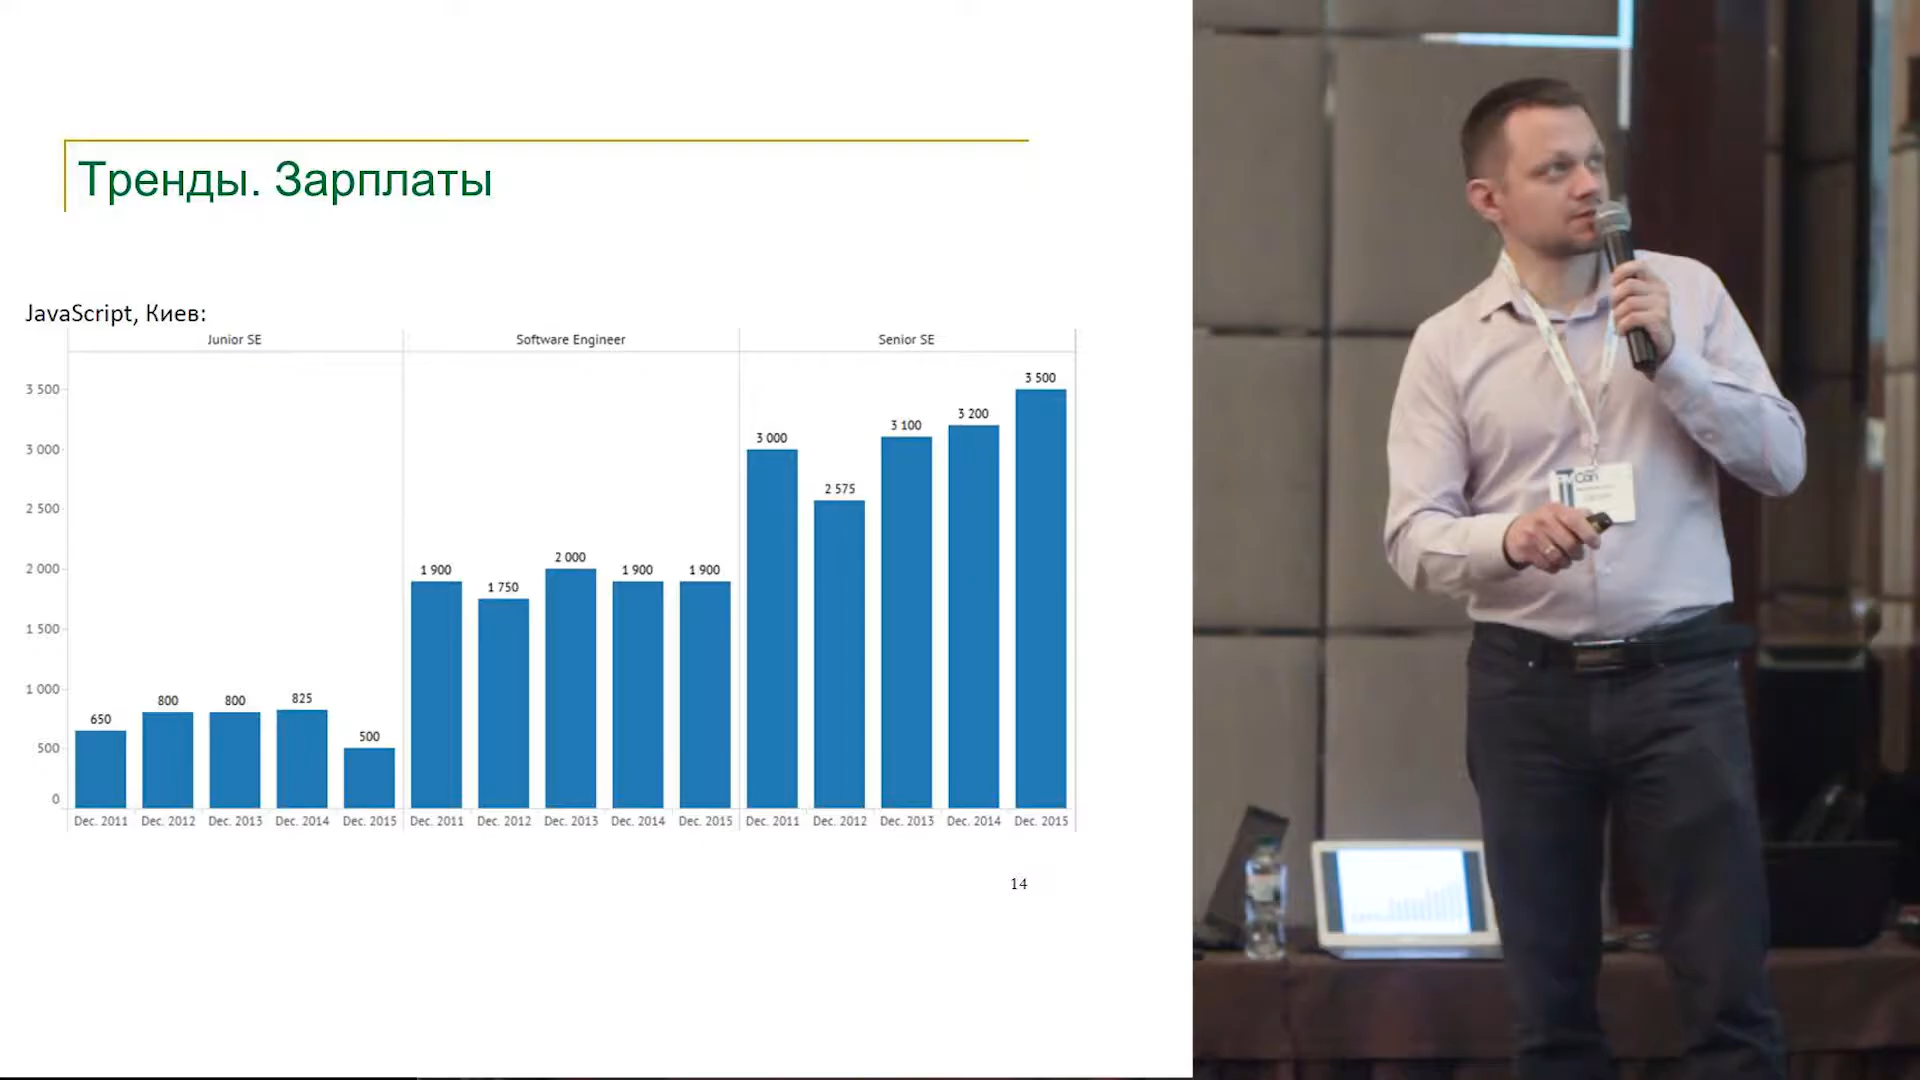 Тренды. Зарплаты
JavaScript, Киев:
Junior SE Software Engineer Senior SE
3 500
3 000
2 500
2 000
1 500
1 000
500
0
650 800 800 825 500
1 900 1 750 2 000 1 900 1 900
3 000 2 575 3 100 3 200 3 500
Dec. 2011 Dec. 2012 Dec. 2013 Dec. 2014 Dec. 2015 Dec. 2011 Dec. 2012 Dec. 2013 Dec. 2014 Dec. 2015 Dec. 2011 Dec. 2012 Dec. 2013 Dec. 2014 Dec. 2015
14
Con